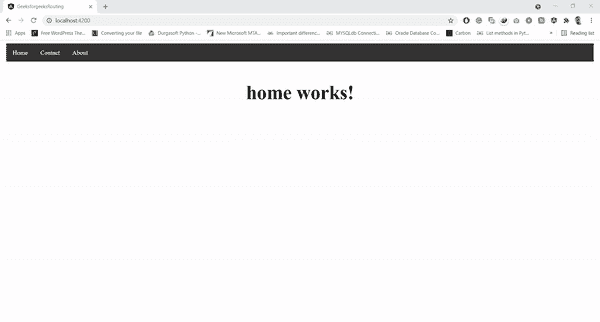 GeeksforgeeksRouting
localhost:4200
Apps Free WordPress The... Converting your file Durgasoft Python -... New Microsoft MTA... Important differenc... MYSQLdb Connecti... Oracle Database Co... Carbon List methods in Pyt... » Reading list
Home Contact About
home works!